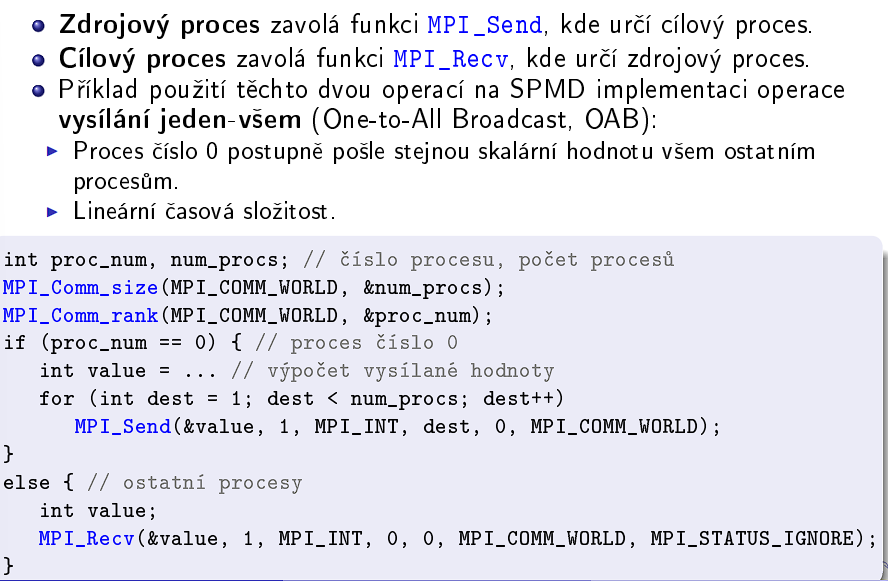 Zdrojový proces zavolá funkci MPI_Send, kde určí cílový proces.
Cílový proces zavolá funkci MPI_Recv, kde určí zdrojový proces.
Příklad použití těchto dvou operací na SPMD implementaci operace
vysílání jeden-všem (One-to-All Broadcast, OAB):
Proces číslo 0 postupně pošle stejnou skalární hodnotu všem ostatním
procesům.
Lineární časová složitost.
int proc_num, num_procs; // číslo procesu, počet procesů
MPI_Comm_size(MPI_COMM_WORLD, &num_procs);
MPI_Comm_rank(MPI_COMM_WORLD, &proc_num);
if (proc_num == 0) { // proces číslo 0
int value = ... // výpočet vysílané hodnoty
for (int dest = 1; dest < num_procs; dest++)
MPI_Send(&value, 1, MPI_INT, dest, 0, MPI_COMM_WORLD);
}
else { // ostatní procesy
int value;
MPI_Recv(&value, 1, MPI_INT, 0, 0, MPI_COMM_WORLD, MPI_STATUS_IGNORE);
}